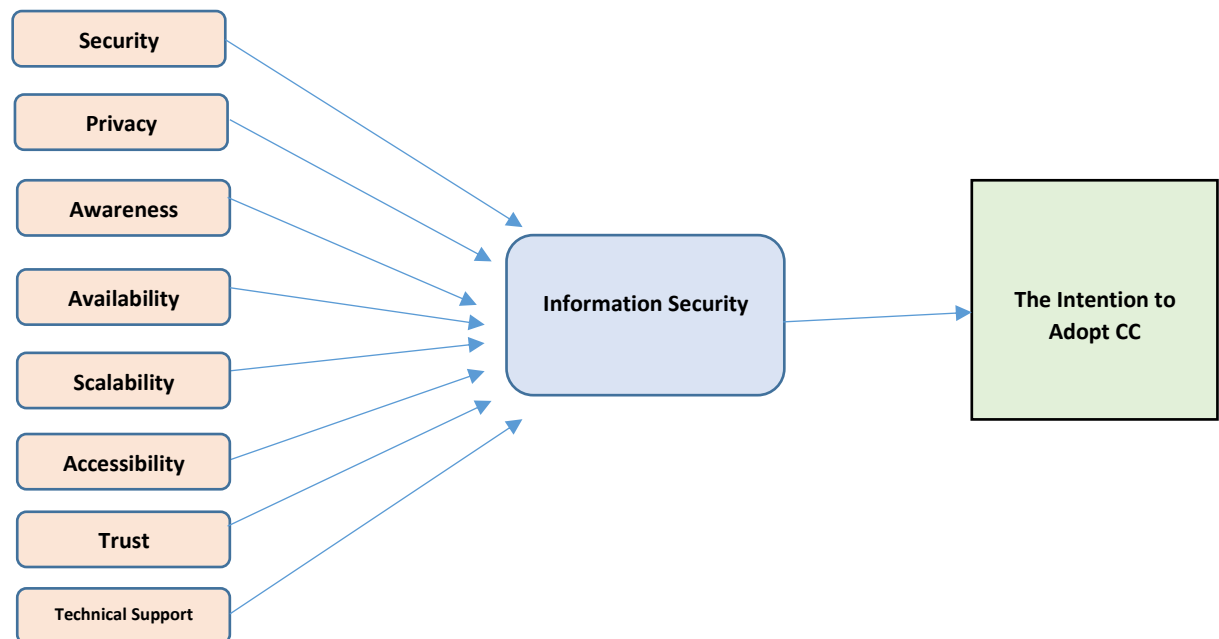 Security
Privacy
Awareness
Availability
Scalability
Accessibility
Trust
Technical Support
Information Security
The Intention to
Adopt CC